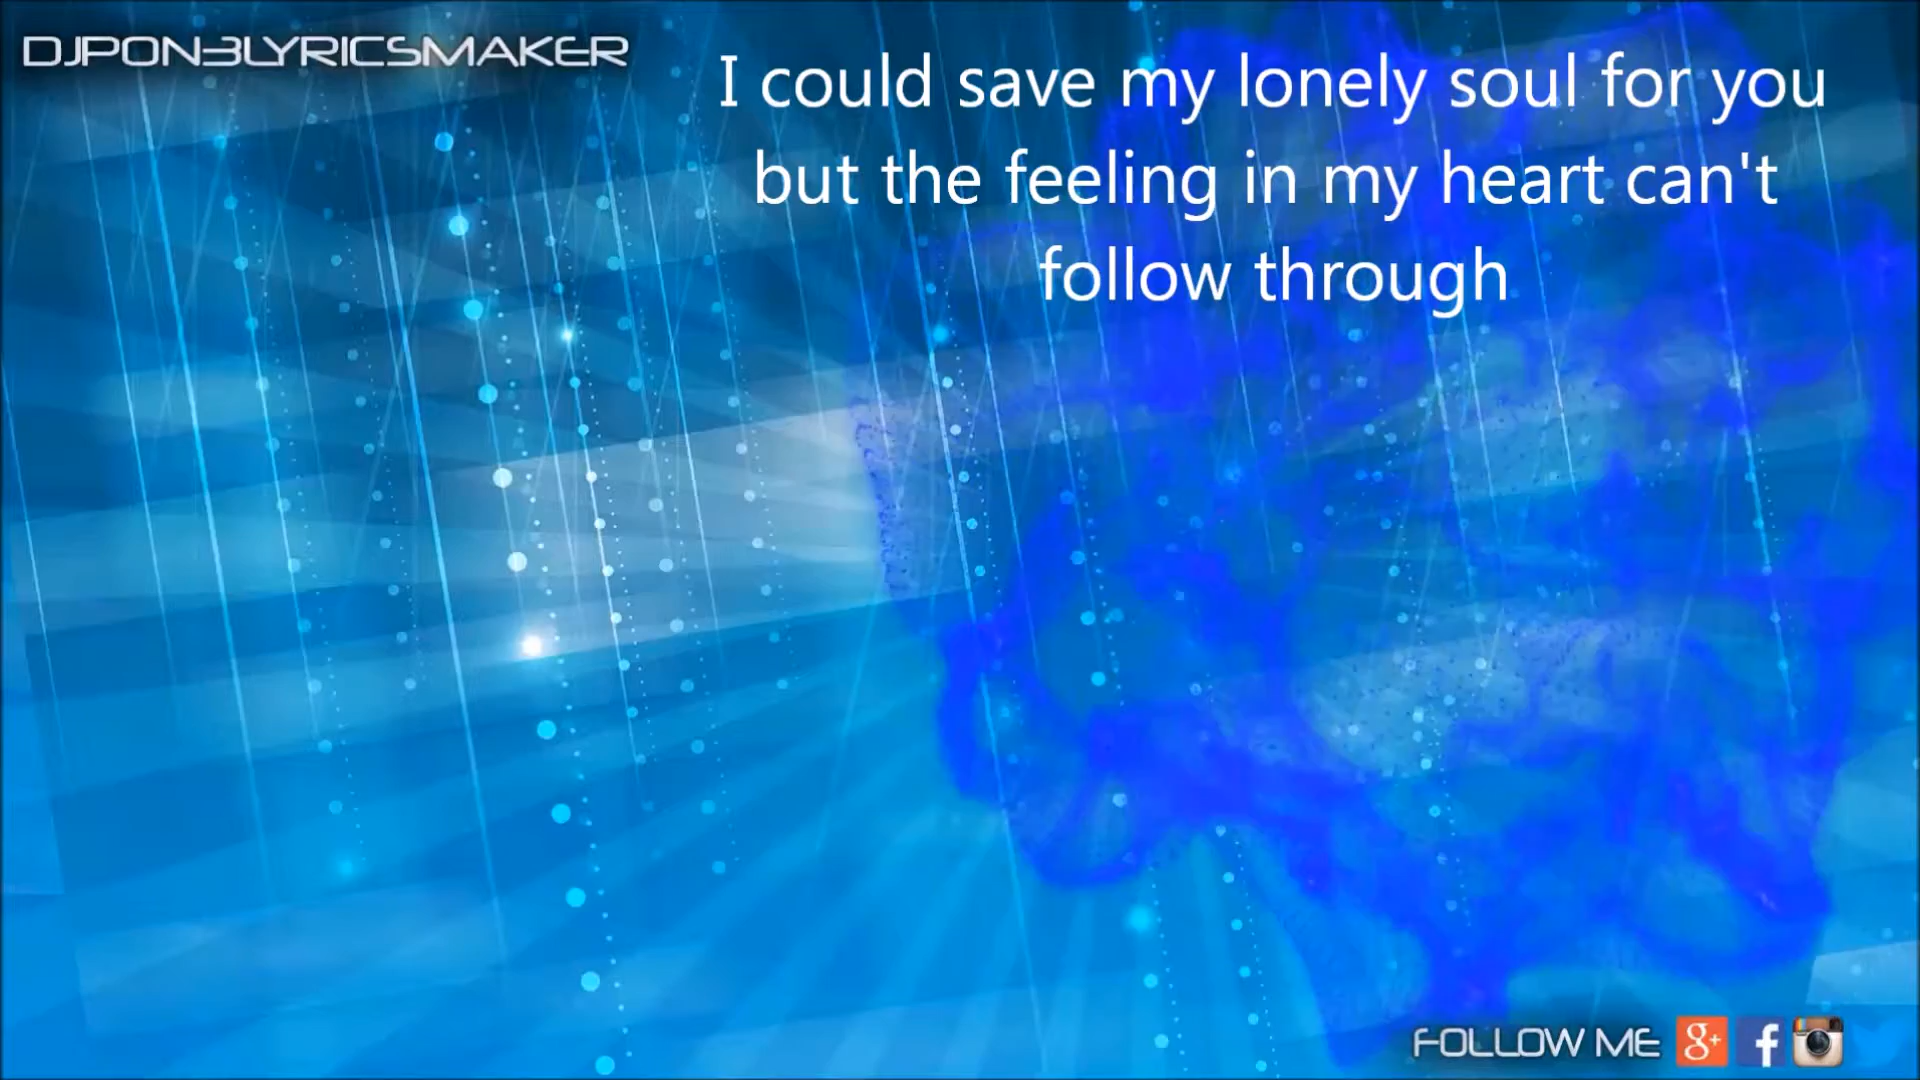 DJPON3LYRICSMAKER
I could save my lonely soul for you
but the feeling in my heart can't
follow through
FOLLOW ME
g+
f